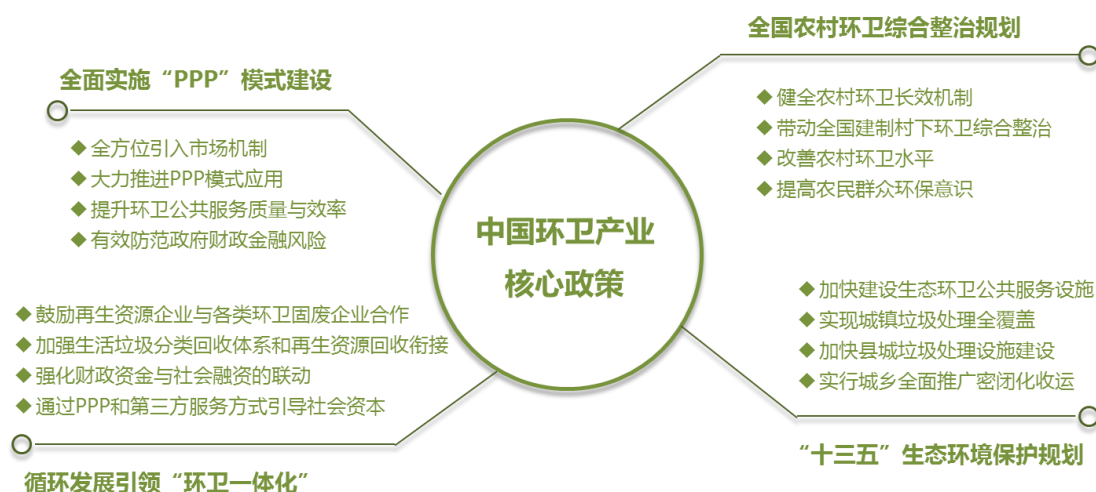 全面实施“PPP”模式建设
◆全方位引入市场机制
◆大力推进PPP模式应用
◆提升环卫公共服务质量与效率
◆有效防范政府财政金融风险
全国农村环卫综合整治规划
◆健全农村环卫长效机制
◆带动全国建制村下环卫综合整治
◆改善农村环卫水平
◆提高农民群众环保意识
中国环卫产业
核心政策
◆鼓励再生资源企业与各类环卫固废企业合作
◆加强生活垃圾分类回收体系和再生资源回收衔接
◆强化财政资金与社会融资的联动
◆通过PPP和第三方服务方式引导社会资本
循环发展引领“环卫一体化”
◆加快建设生态环卫公共服务设施
◆实现城镇垃圾处理全覆盖
◆加快县城垃圾处理设施建设
◆实行城乡全面推广密闭化收运
“十三五”生态环境保护规划